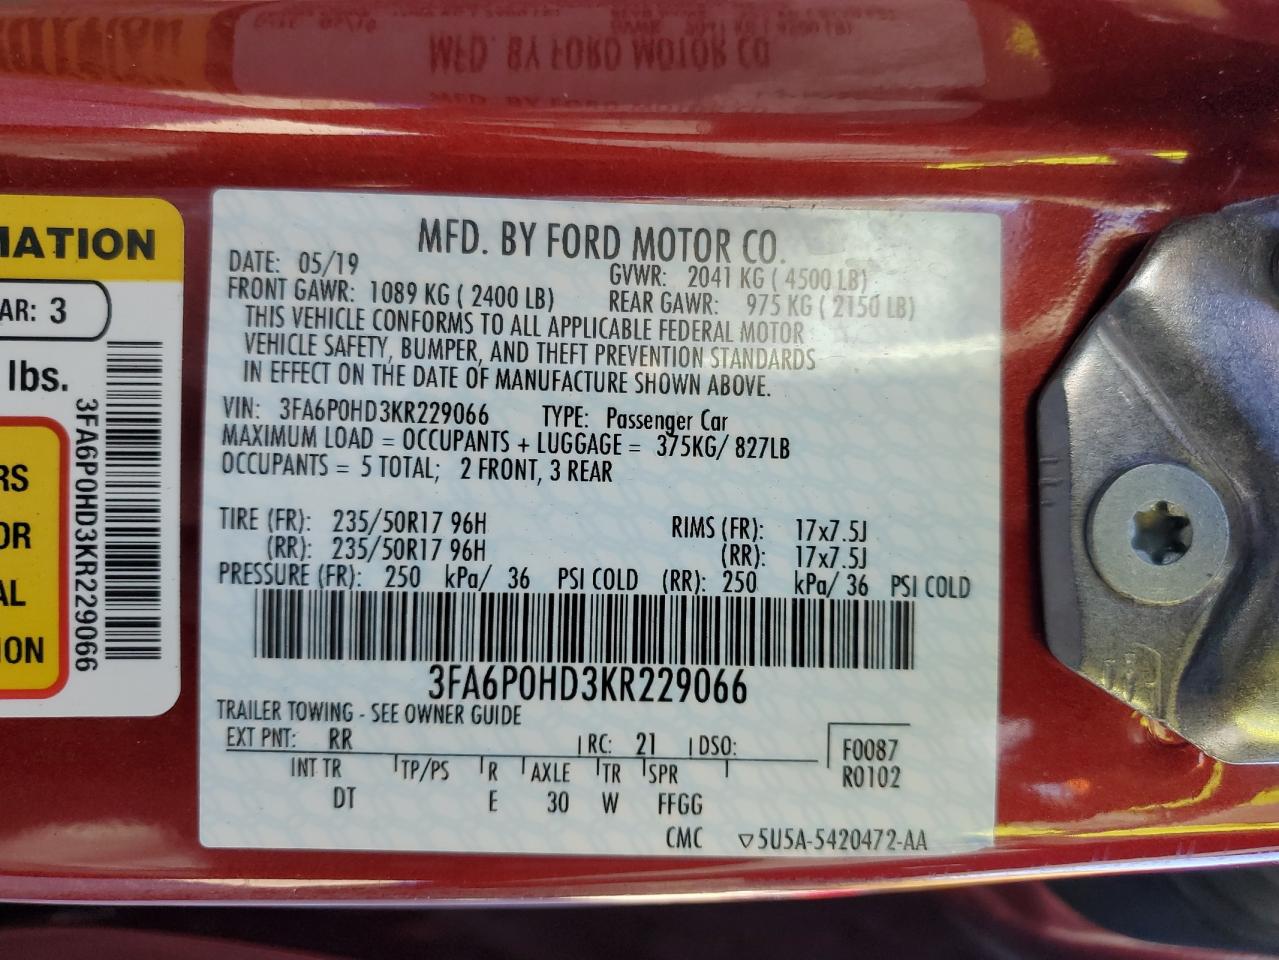 MFD. BY FORD MOTOR CO.
DATE: 05/19 GVWR: 2041 KG ( 4500 LB)
FRONT GAWR: 1089 KG ( 2400 LB) REAR GAWR: 975 KG ( 2150 LB)
THIS VEHICLE CONFORMS TO ALL APPLICABLE FEDERAL MOTOR
VEHICLE SAFETY, BUMPER, AND THEFT PREVENTION STANDARDS
IN EFFECT ON THE DATE OF MANUFACTURE SHOWN ABOVE.
VIN: 3FA6P0HD3KR229066 TYPE: Passenger Car
MAXIMUM LOAD = OCCUPANTS + LUGGAGE = 375KG/ 827LB
OCCUPANTS = 5 TOTAL; 2 FRONT, 3 REAR
TIRE (FR): 235/50R17 96H RIMS (FR): 17x7.5J
(RR): 235/50R17 96H (RR): 17x7.5J
PRESSURE (FR): 250 kPa/ 36 PSI COLD (RR): 250 kPa/ 36 PSI COLD
3FA6P0HD3KR229066
TRAILER TOWING - SEE OWNER GUIDE
EXT PNT: RR RC: 21 DSO: F0087
INT TR TP/PS R AXLE TR SPR R0102
DT E 30 W FFGG
CMC ▽5U5A-5420472-AA
MATION
AR: 3
lbs.
3FA6P0HD3KR229066
RS
OR
AL
ION